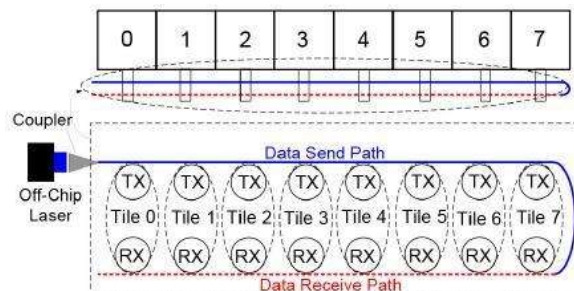 0 1 2 3 4 5 6 7
Coupler
Off-Chip
Laser
Data Send Path
TX TX TX TX TX TX TX TX
Tile 0 Tile 1 Tile 2 Tile 3 Tile 4 Tile 5 Tile 6 Tile 7
RX RX RX RX RX RX RX RX
Data Receive Path